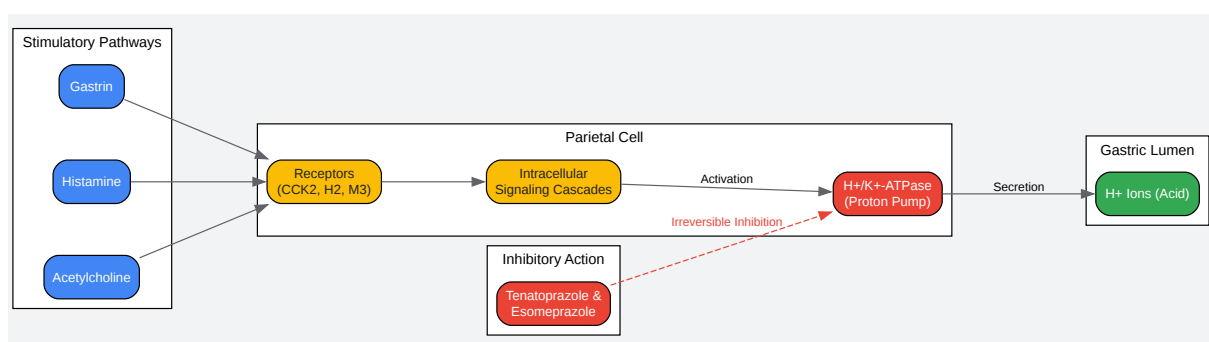 Stimulatory Pathways
Gastrin
Histamine
Acetylcholine
Parietal Cell
Receptors
(CCK2, H2, M3)
Intracellular
Signaling Cascades
Activation
H+/K+-ATPase
(Proton Pump)
Irreversible Inhibition
Inhibitory Action
Tenatoprazole &
Esomeprazole
Secretion
Gastric Lumen
H+ Ions (Acid)